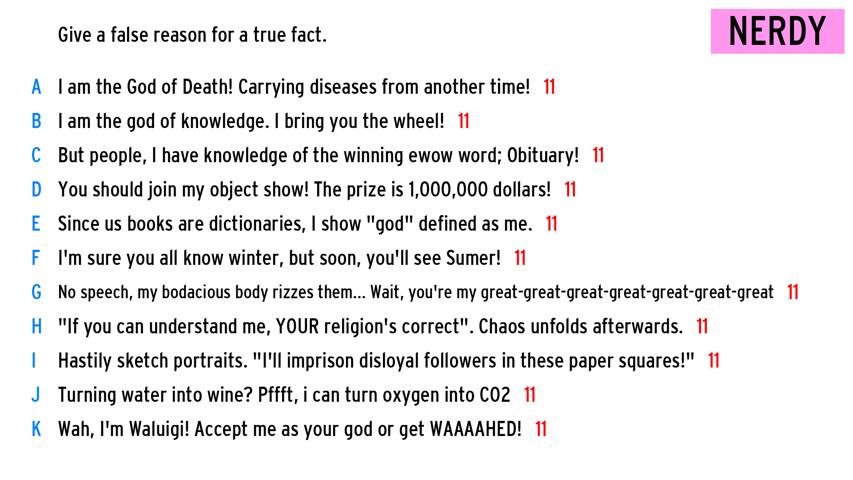 Give a false reason for a true fact.
NERDY
A I am the God of Death! Carrying diseases from another time! 11
B I am the god of knowledge. I bring you the wheel! 11
C But people, I have knowledge of the winning ewow word; Obituary! 11
D You should join my object show! The prize is 1,000,000 dollars! 11
E Since us books are dictionaries, I show "god" defined as me. 11
F I'm sure you all know winter, but soon, you'll see Sumer! 11
G No speech, my bodacious body rizzes them... Wait, you're my great-great-great-great-great-great-great 11
H "If you can understand me, YOUR religion's correct". Chaos unfolds afterwards. 11
I Hastily sketch portraits. "I'll imprison disloyal followers in these paper squares!" 11
J Turning water into wine? Pffft, i can turn oxygen into CO2 11
K Wah, I'm Waluigi! Accept me as your god or get WAAAAHED! 11